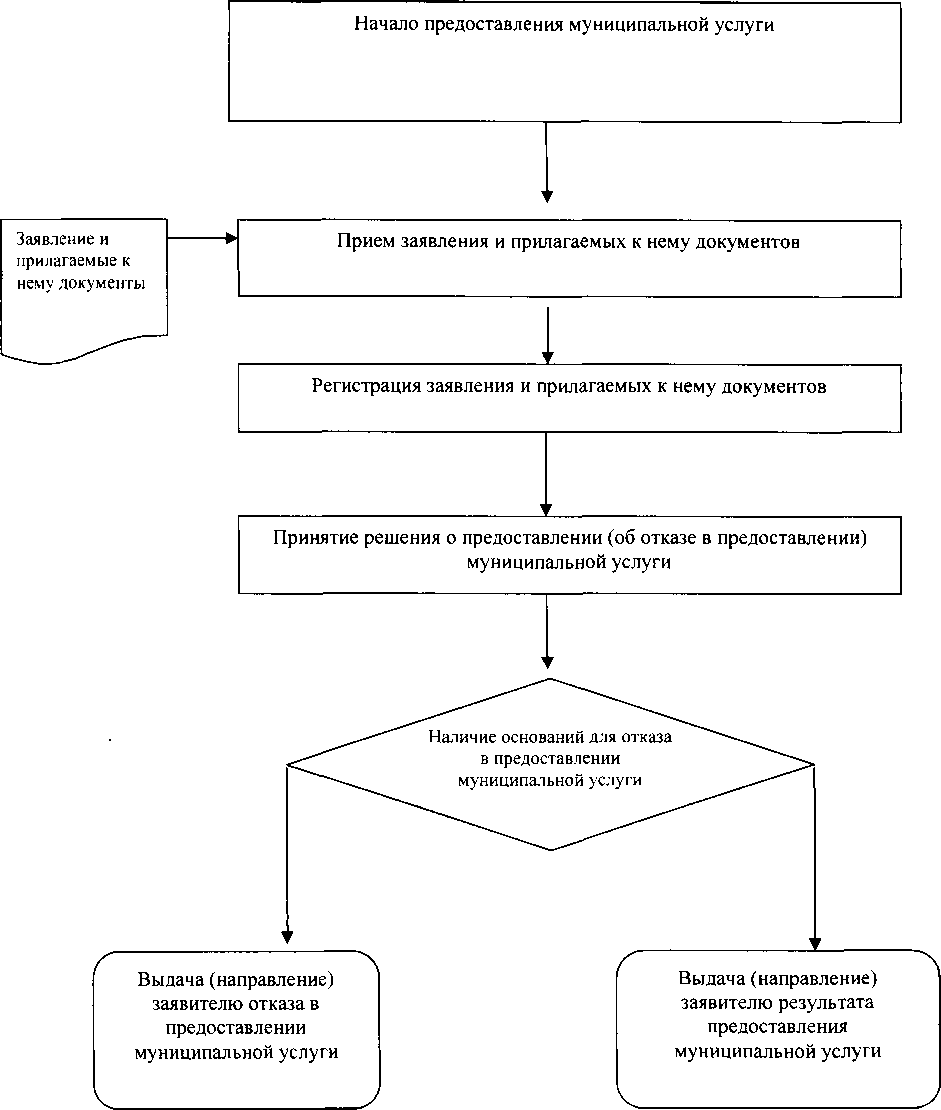 Начало предоставления муниципальной услуги
Заявление и
прилагаемые к
нему документы
Прием заявления и прилагаемых к нему документов
Регистрация заявления и прилагаемых к нему документов
Принятие решения о предоставлении (об отказе в предоставлении)
муниципальной услуги
Наличие оснований для отказа
в предоставлении
муниципальной услуги
Выдача (направление)
заявителю отказа в
предоставлении
муниципальной услуги
Выдача (направление)
заявителю результата
предоставления
муниципальной услуги